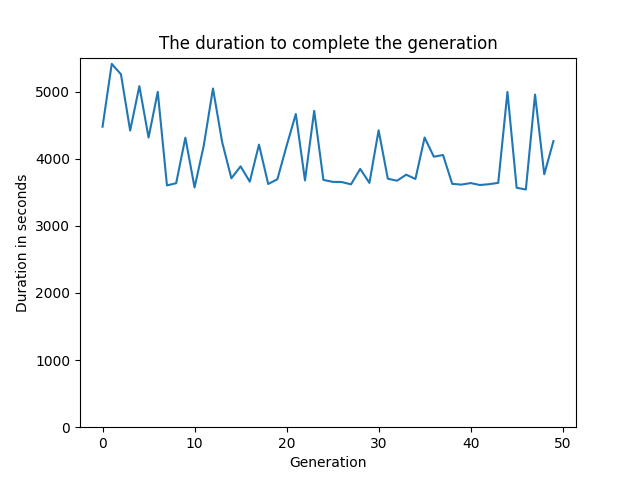 The duration to complete the generation
Duration in seconds
5000
4000
3000
2000
1000
0
0 10 20 30 40 50
Generation